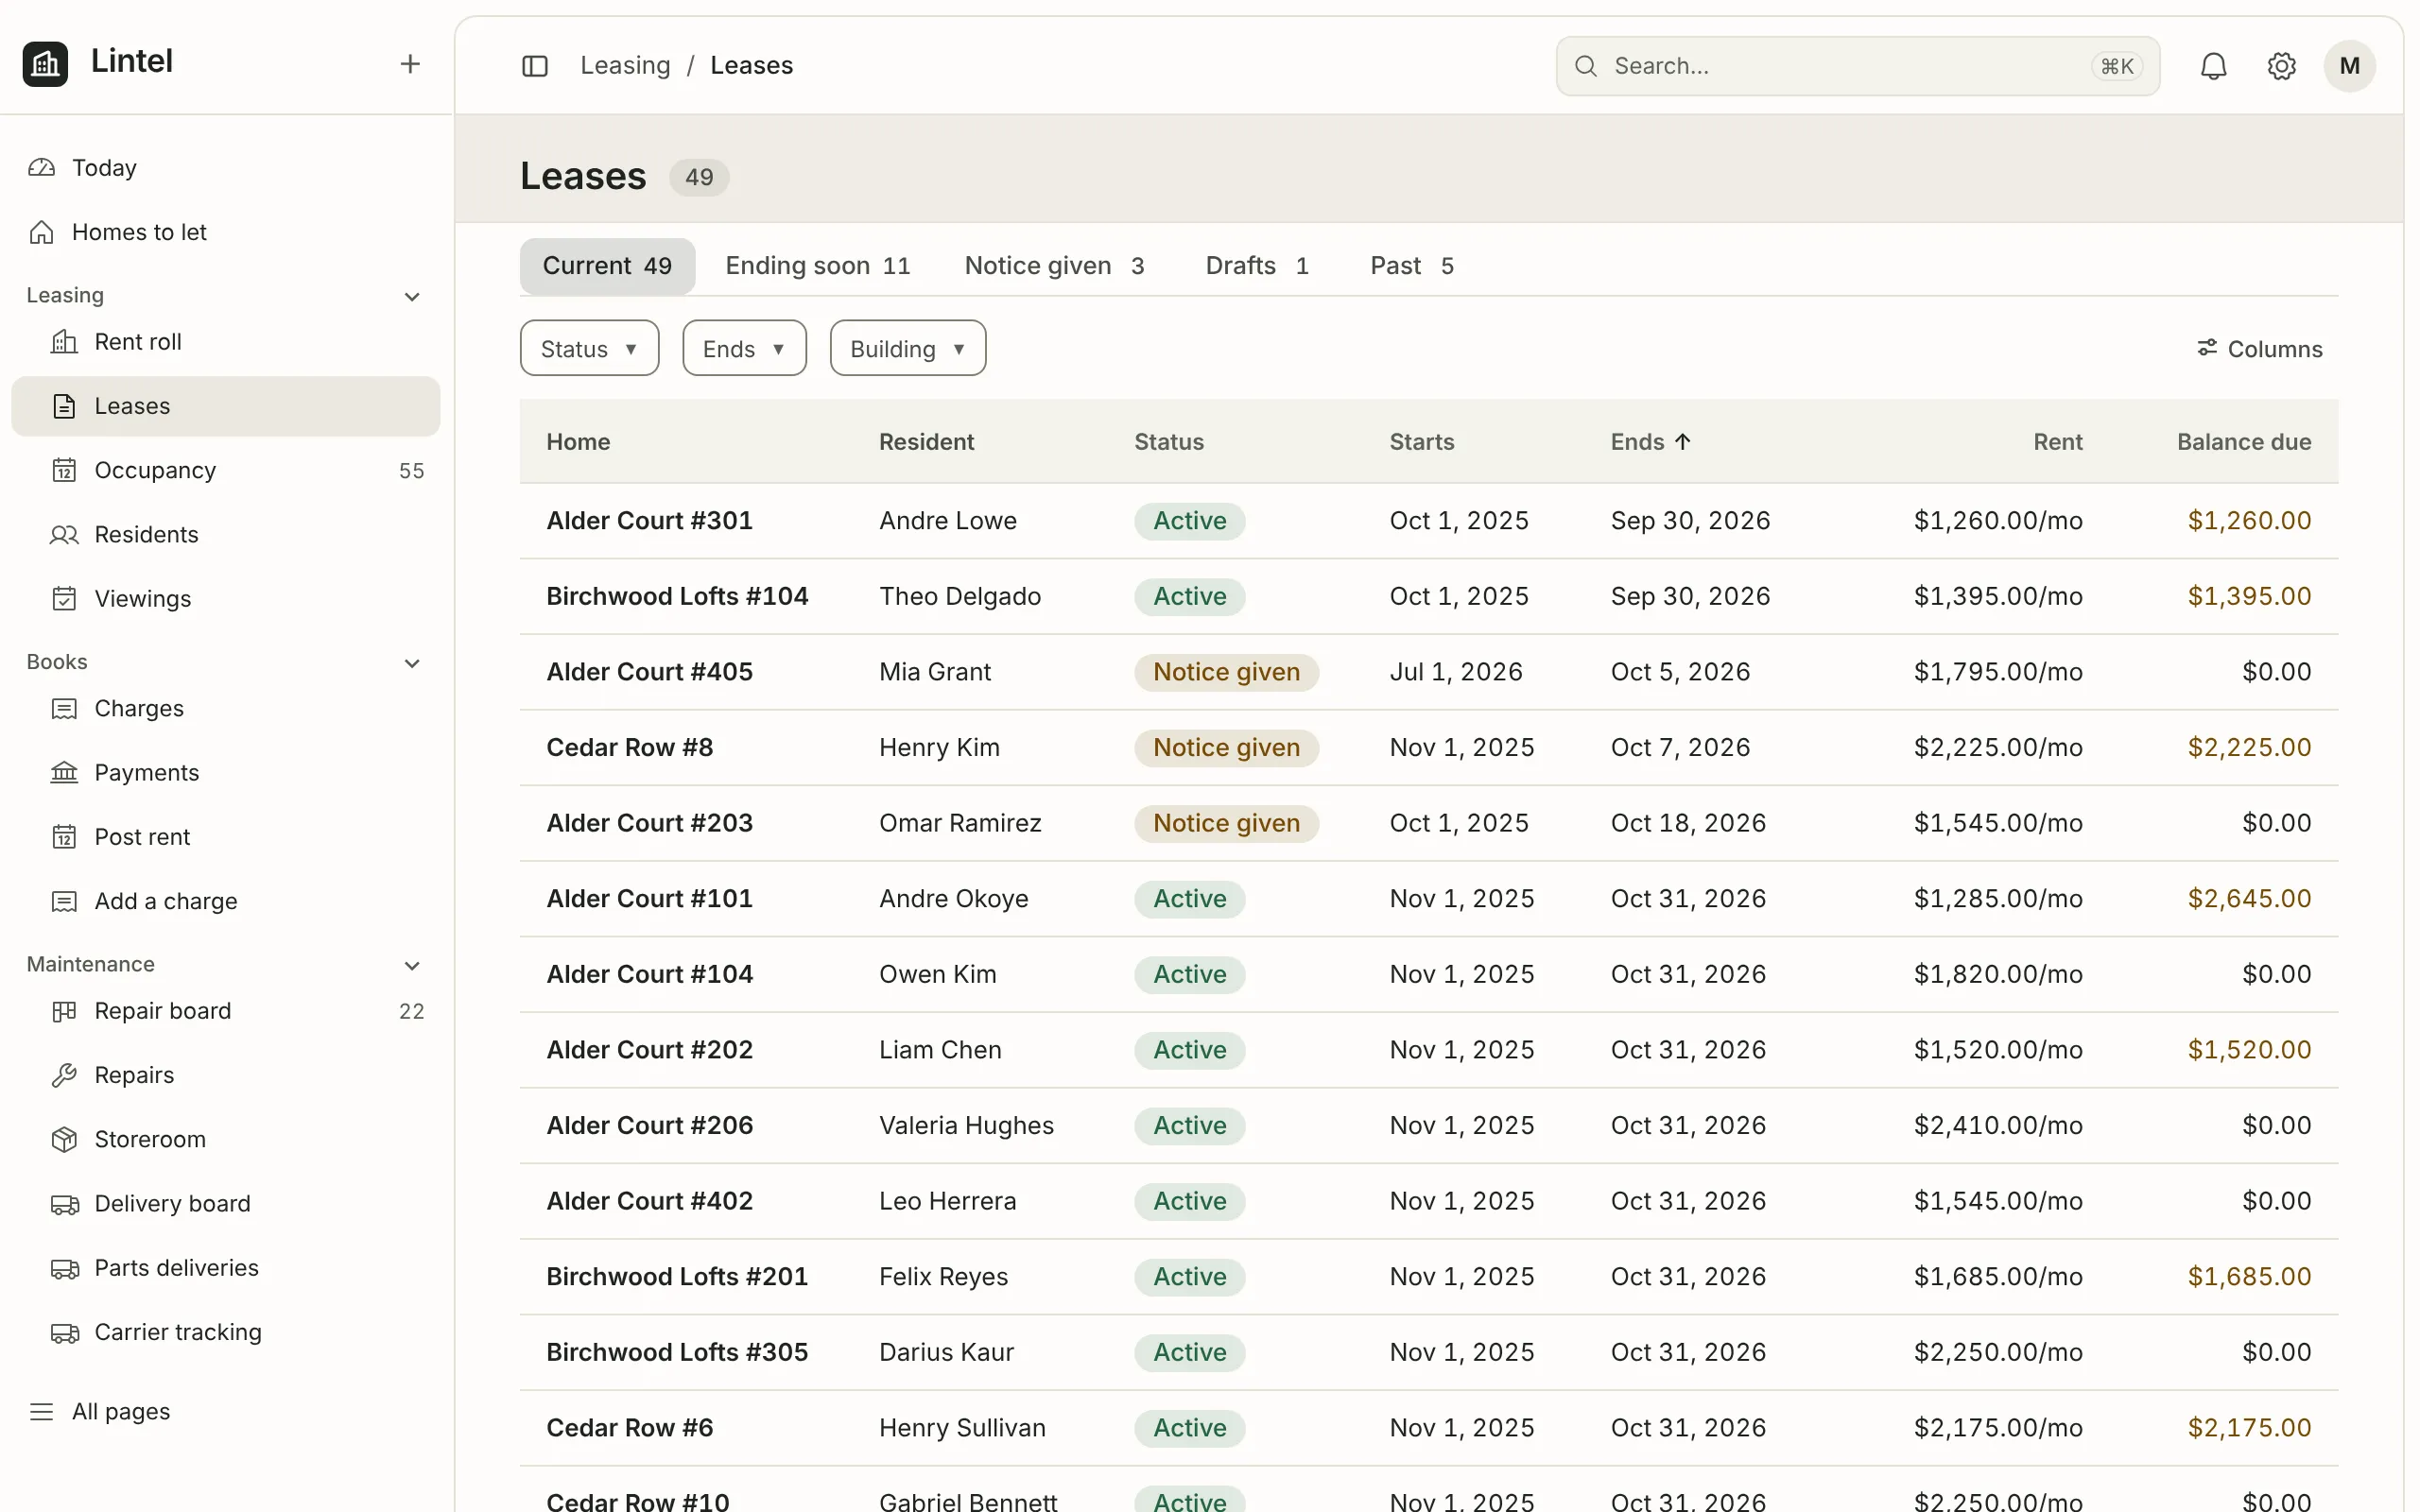 Lintel
Today
Homes to let
Leasing
Rent roll
Leases
Occupancy 55
Residents
Viewings
Books
Charges
Payments
12 Post rent
Add a charge
Maintenance
Repair board 22
Repairs
Storeroom
Delivery board
Parts deliveries
Carrier tracking
All pages
Leasing / Leases
Search... ⌘K
M
Leases 49
Current 49 Ending soon 11 Notice given 3 Drafts 1 Past 5
Status ▼ Ends ▼ Building ▼ Columns
Home Resident Status Starts Ends ↑ Rent Balance due
Alder Court #301 Andre Lowe Active Oct 1, 2025 Sep 30, 2026 $1,260.00/mo $1,260.00
Birchwood Lofts #104 Theo Delgado Active Oct 1, 2025 Sep 30, 2026 $1,395.00/mo $1,395.00
Alder Court #405 Mia Grant Notice given Jul 1, 2026 Oct 5, 2026 $1,795.00/mo $0.00
Cedar Row #8 Henry Kim Notice given Nov 1, 2025 Oct 7, 2026 $2,225.00/mo $2,225.00
Alder Court #203 Omar Ramirez Notice given Oct 1, 2025 Oct 18, 2026 $1,545.00/mo $0.00
Alder Court #101 Andre Okoye Active Nov 1, 2025 Oct 31, 2026 $1,285.00/mo $2,645.00
Alder Court #104 Owen Kim Active Nov 1, 2025 Oct 31, 2026 $1,820.00/mo $0.00
Alder Court #202 Liam Chen Active Nov 1, 2025 Oct 31, 2026 $1,520.00/mo $1,520.00
Alder Court #206 Valeria Hughes Active Nov 1, 2025 Oct 31, 2026 $2,410.00/mo $0.00
Alder Court #402 Leo Herrera Active Nov 1, 2025 Oct 31, 2026 $1,545.00/mo $0.00
Birchwood Lofts #201 Felix Reyes Active Nov 1, 2025 Oct 31, 2026 $1,685.00/mo $1,685.00
Birchwood Lofts #305 Darius Kaur Active Nov 1, 2025 Oct 31, 2026 $2,250.00/mo $0.00
Cedar Row #6 Henry Sullivan Active Nov 1, 2025 Oct 31, 2026 $2,175.00/mo $2,175.00
Cedar Row #10 Gabriel Bennett Active Nov 1, 2025 Oct 31, 2026 $2,250.00/mo $0.00